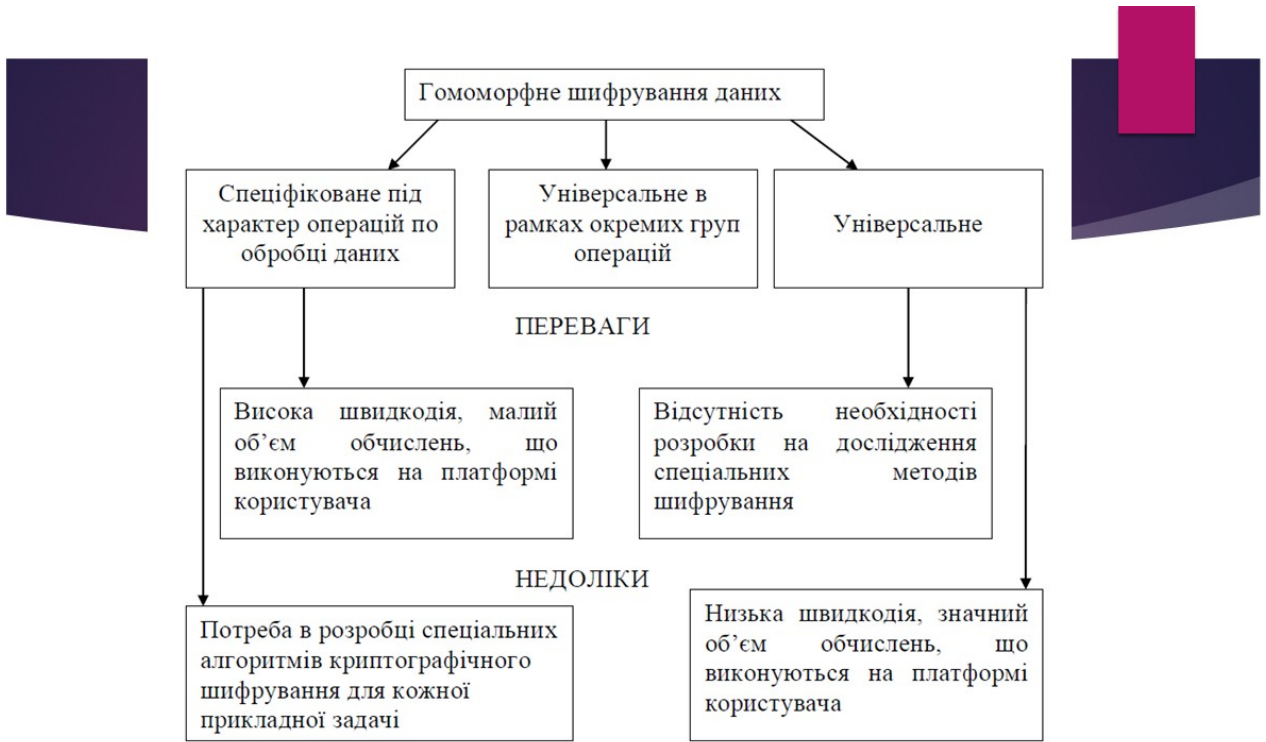 Гомоморфне шифрування даних
Спеціфіковане під
характер операцій по
обробці даних
Універсальне в
рамках окремих груп
операцій
Універсальне
ПЕРЕВАГИ
Висока швидкодія, малий
об’єм обчислень, що
виконуються на платформі
користувача
Відсутність необхідності
розробки на дослідження
спеціальних методів
шифрування
НЕДОЛІКИ
Потреба в розробці спеціальних
алгоритмів криптографічного
шифрування для кожної
прикладної задачі
Низька швидкодія, значний
об’єм обчислень, що
виконуються на платформі
користувача